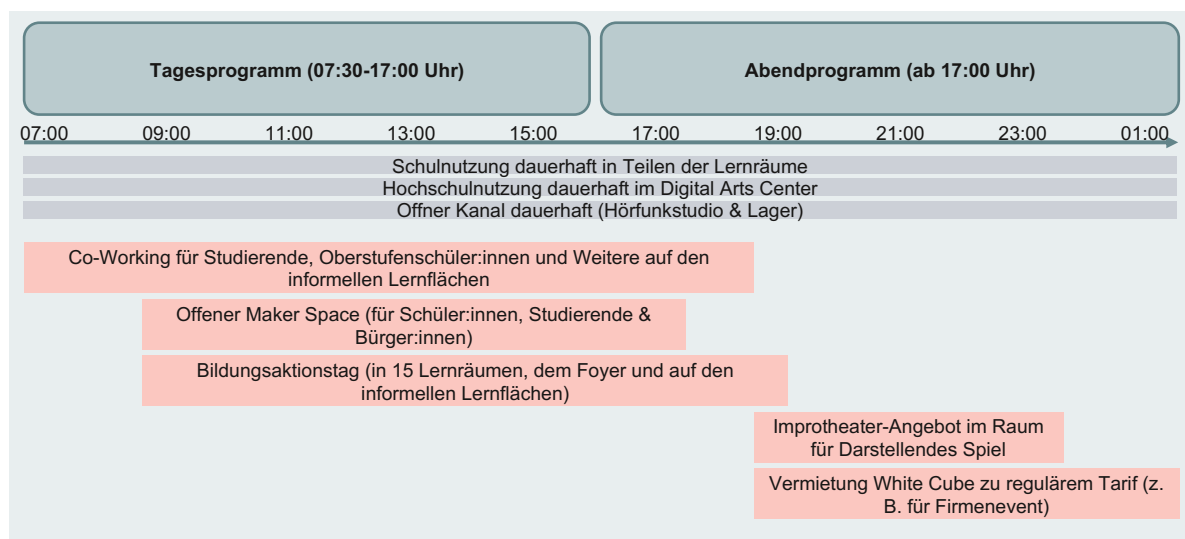 Tagesprogramm (07:30-17:00 Uhr)
Abendprogramm (ab 17:00 Uhr)
07:00 09:00 11:00 13:00 15:00 17:00 19:00 21:00 23:00 01:00
Schulnutzung dauerhaft in Teilen der Lernräume
Hochschulnutzung dauerhaft im Digital Arts Center
Offner Kanal dauerhaft (Hörfunkstudio & Lager)
Co-Working für Studierende, Oberstufenschüler:innen und Weitere auf den
informellen Lernflächen
Offener Maker Space (für Schüler:innen, Studierende &
Bürger:innen)
Bildungsaktionstag (in 15 Lernräumen, dem Foyer und auf den
informellen Lernflächen)
Improtheater-Angebot im Raum
für Darstellendes Spiel
Vermietung White Cube zu regulärem Tarif (z.
B. für Firmenevent)